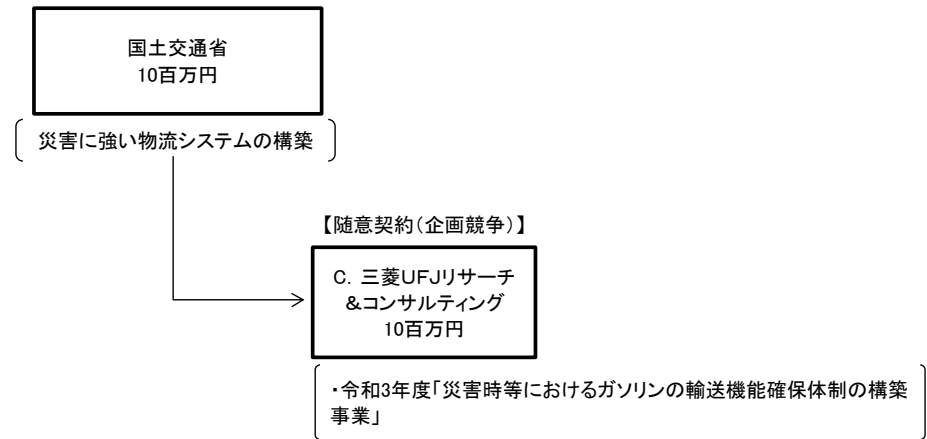 国土交通省
10百万円
災害に強い物流システムの構築
【随意契約(企画競争)】
C. 三菱UFJリサーチ
&コンサルティング
10百万円
・令和3年度「災害時等におけるガソリンの輸送機能確保体制の構築
事業」